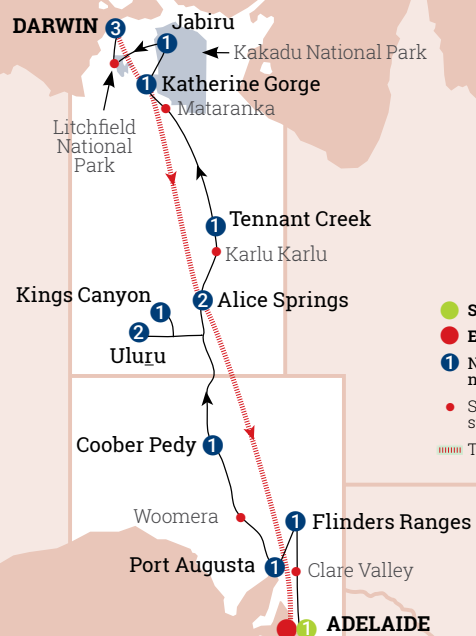 DARWIN
3
Jabiru
1
Kakadu National Park
1
Katherine Gorge
Mataranka
Litchfield
National
Park
1
Tennant Creek
Karlu Karlu
Kings Canyon
1
2
Alice Springs
2
Uluru
Coober Pedy
1
Woomera
1
Flinders Ranges
Port Augusta
1
Clare Valley
1
ADELAIDE
S
E
1
N
n
S
s
T